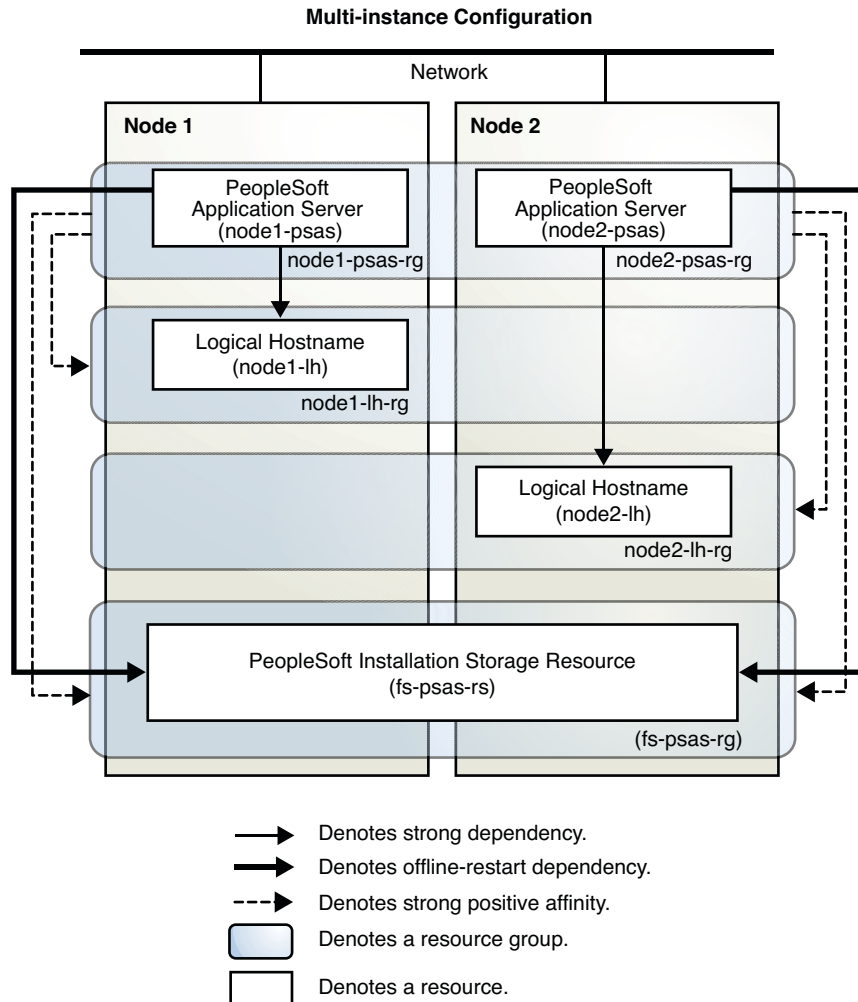 Multi-instance Configuration
Network
Node 1
Node 2
PeopleSoft
Application Server
(node1-psas)
node1-psas-rg
PeopleSoft
Application Server
(node2-psas)
node2-psas-rg
Logical Hostname
(node1-lh)
node1-lh-rg
Logical Hostname
(node2-lh)
node2-lh-rg
PeopleSoft Installation Storage Resource
(fs-psas-rs)
(fs-psas-rg)
Denotes strong dependency.
Denotes offline-restart dependency.
Denotes strong positive affinity.
Denotes a resource group.
Denotes a resource.